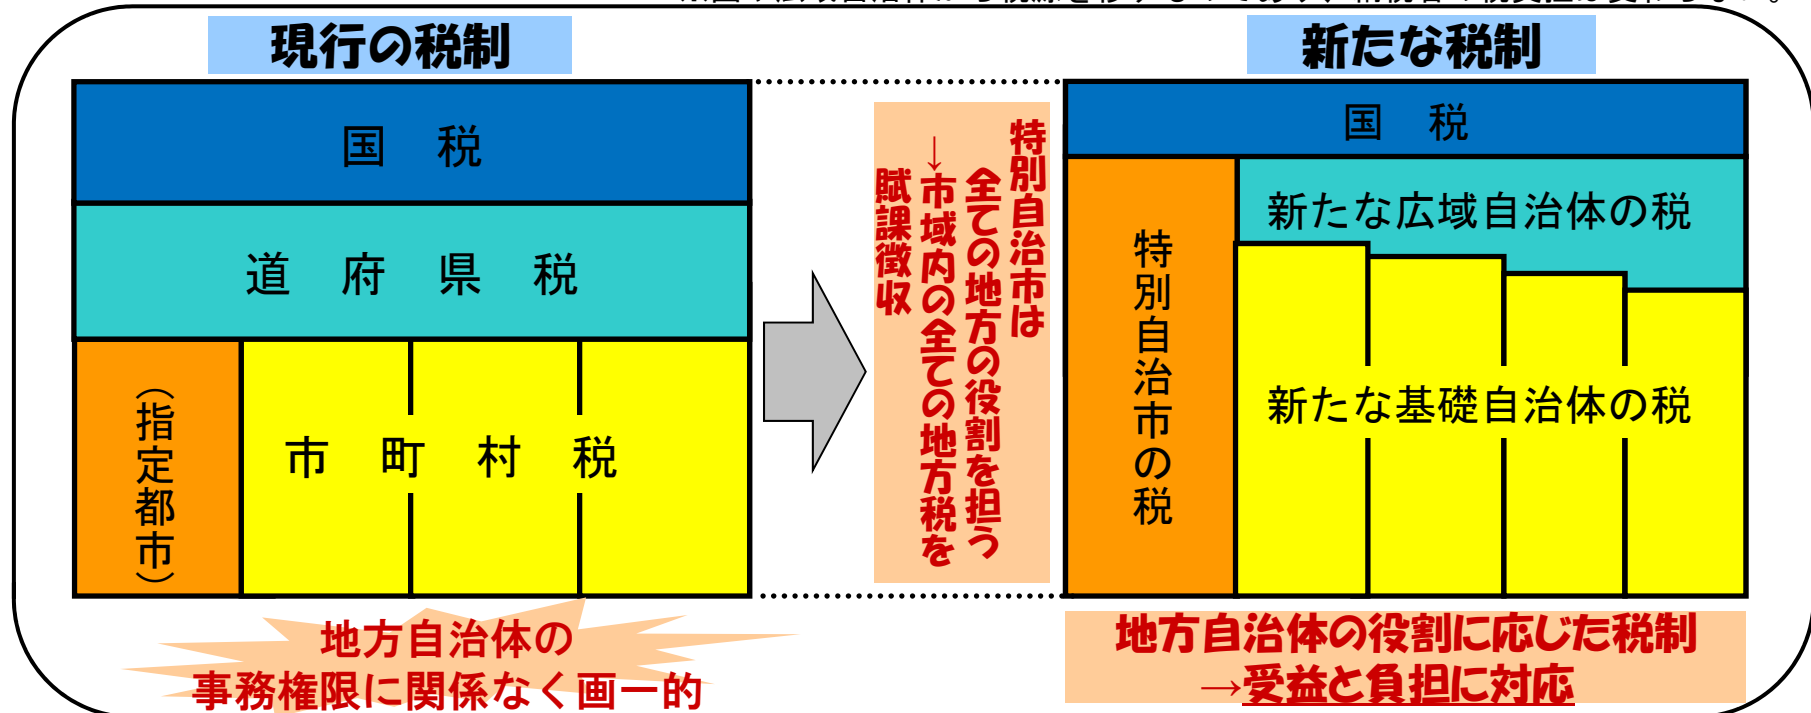 現行の税制
国 税
道 府 県 税
（指定都市）
市 町 村 税
地方自治体の
事務権限に関係なく画一的
特別自治市は
全ての地方の役割を担う
→市域内の全ての地方税を
賦課徴収
新たな税制
国 税
特別自治市の税
新たな広域自治体の税
新たな基礎自治体の税
地方自治体の役割に応じた税制
→受益と負担に対応